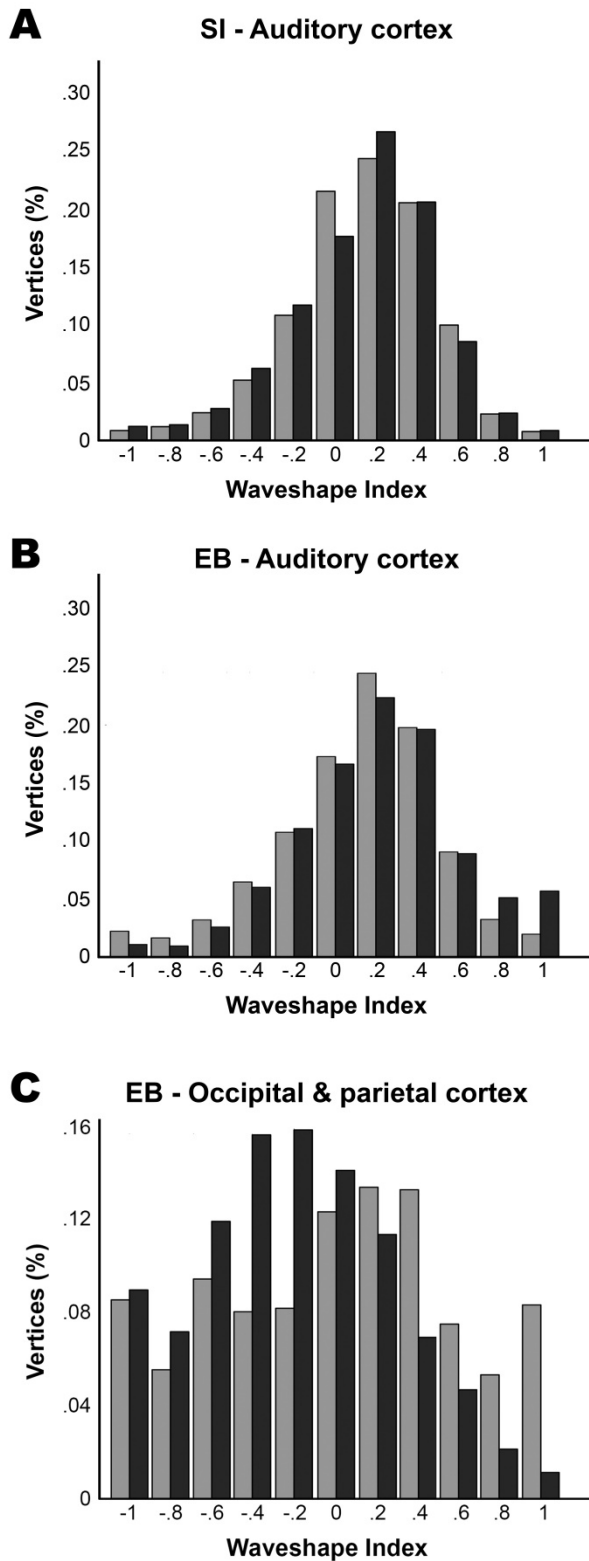 A
SI - Auditory cortex
Vertices (%)
.30
.25
.20
.15
.10
.05
0
-1 -.8 -.6 -.4 -.2 0 .2 .4 .6 .8 1
Waveshape Index
B
EB - Auditory cortex
Vertices (%)
.30
.25
.20
.15
.10
.05
0
-1 -.8 -.6 -.4 -.2 0 .2 .4 .6 .8 1
Waveshape Index
C
EB - Occipital & parietal cortex
Vertices (%)
.16
.12
.08
.04
0
-1 -.8 -.6 -.4 -.2 0 .2 .4 .6 .8 1
Waveshape Index